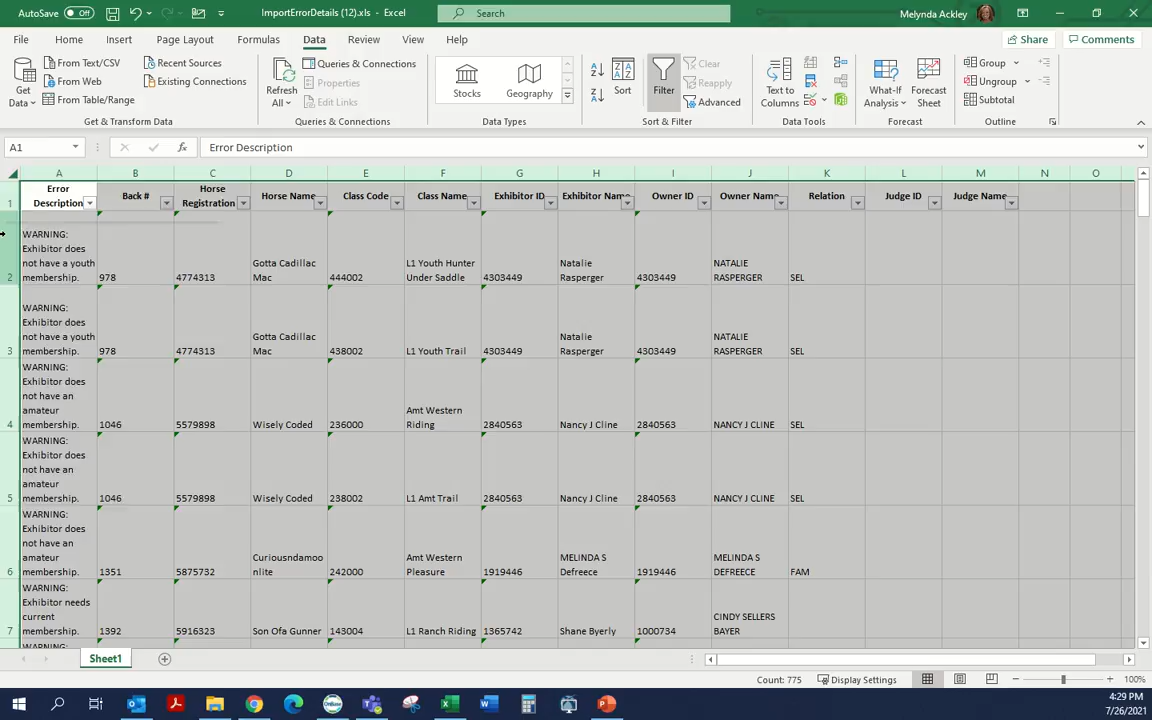 AutoSave Off ImportErrorDetails (12).xls - Excel Search Melynda Ackley
File Home Insert Page Layout Formulas Data Review View Help Share Comments
Get Data From Text/CSV From Web From Table/Range Recent Sources Existing Connections
Refresh All Queries & Connections Properties Edit Links
Stocks Geography
Sort Filter Clear Reapply Advanced
Text to Columns
What-If Analysis Forecast Sheet
Group Ungroup Subtotal
Get & Transform Data Queries & Connections Data Types Sort & Filter Data Tools Forecast Outline
A1 fx Error Description
A B C D E F G H I J K L M N O
1 Error Description Back # Horse Registration Horse Name Class Code Class Name Exhibitor ID Exhibitor Name Owner ID Owner Name Relation Judge ID Judge Name
2 WARNING: Exhibitor does not have a youth membership. 978 4774313 Gotta Cadillac Mac 444002 L1 Youth Hunter Under Saddle 4303449 Natalie Rasperger 4303449 NATALIE RASPERGER SEL
3 WARNING: Exhibitor does not have a youth membership. 978 4774313 Gotta Cadillac Mac 438002 L1 Youth Trail 4303449 Natalie Rasperger 4303449 NATALIE RASPERGER SEL
4 WARNING: Exhibitor does not have an amateur membership. 1046 5579898 Wisely Coded 236000 Amt Western Riding 2840563 Nancy J Cline 2840563 NANCY J CLINE SEL
5 WARNING: Exhibitor does not have an amateur membership. 1046 5579898 Wisely Coded 238002 L1 Amt Trail 2840563 Nancy J Cline 2840563 NANCY J CLINE SEL
6 WARNING: Exhibitor does not have an amateur membership. 1351 5875732 Curiousndamoonlite 242000 Amt Western Pleasure 1919446 MELINDA S Defreece 1919446 MELINDA S DEFREECE FAM
7 WARNING: Exhibitor needs current membership. 1392 5916323 Son Ofa Gunner 143004 L1 Ranch Riding 1365742 Shane Byerly 1000734 CINDY SELLERS BAYER
WARNING:
Sheet1
Count: 775 Display Settings 100%
4:29 PM
7/26/2021